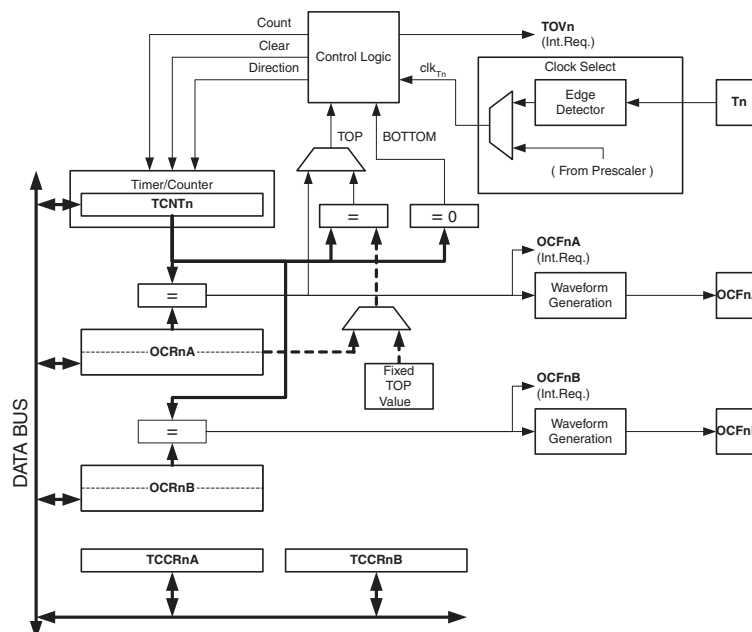 Count
Clear
Direction
Control Logic
TOVn
(Int.Req.)
clkTn
Clock Select
Edge
Detector
Tn
( From Prescaler )
TOP
BOTTOM
Timer/Counter
TCNTn
=
= 0
OCFnA
(Int.Req.)
=
Waveform
Generation
OCRnA
Fixed
TOP
Value
OCFnB
(Int.Req.)
=
Waveform
Generation
OCRnB
DATA BUS
TCCRnA
TCCRnB